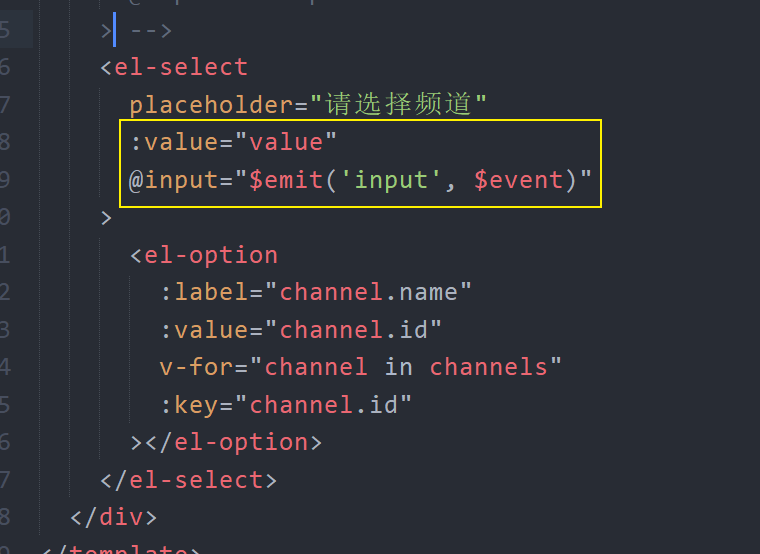 5 > -->
6 <el-select
7 placeholder="请选择频道"
8 :value="value"
9 @input="$emit('input', $event)"
0 >
1 <el-option
2 :label="channel.name"
3 :value="channel.id"
4 v-for="channel in channels"
5 :key="channel.id"
6 ></el-option>
7 </el-select>
8 </div>
9 </template>